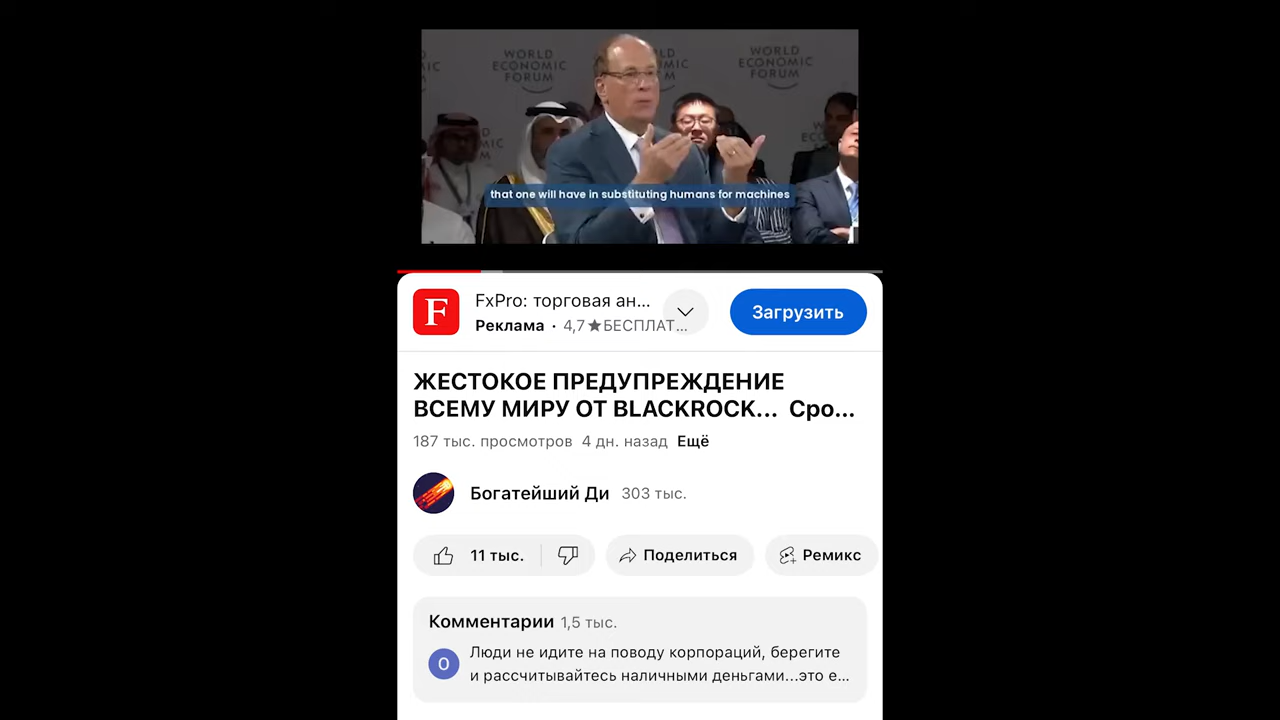 WORLD
ECONOMIC
FORUM
WORLD
ECONOMIC
FORUM
that one will have in substituting humans for machines
F
FxPro: торговая ан...
Реклама · 4,7★БЕСПЛАТ...
Загрузить
ЖЕСТОКОЕ ПРЕДУПРЕЖДЕНИЕ
ВСЕМУ МИРУ ОТ BLACKROCK... Сро...
187 тыс. просмотров 4 дн. назад Ещё
Богатейший Ди 303 тыс.
11 тыс.
Поделиться
Ремикс
Комментарии 1,5 тыс.
О
Люди не идите на поводу корпораций, берегите
и рассчитывайтесь наличными деньгами...это е...